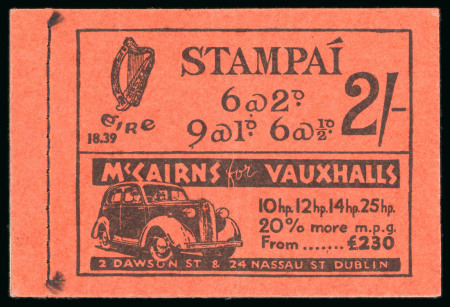 STAMPAÍ
6@2ᴰ·
9@1ᴰ· 6@½ᴰ·
2/-
éire
18.39
McCAIRNS for VAUXHALLS
10hp. 12hp. 14hp. 25hp.
20% more m.p.g.
From ....... £230
2 DAWSON ST & 24 NASSAU ST DUBLIN